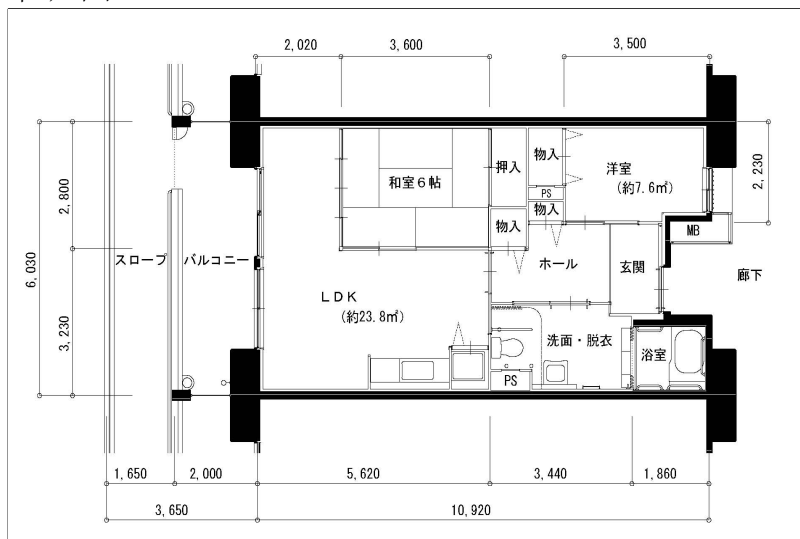 2,020
3,600
3,500
和室6帖
押入
物入
PS
物入
物入
洋室
(約7.6㎡)
MB
2,230
6,030
2,800
3,230
スロープ
バルコニー
LDK
(約23.8㎡)
ホール
玄関
廊下
洗面・脱衣
浴室
PS
1,650
2,000
5,620
3,440
1,860
3,650
10,920